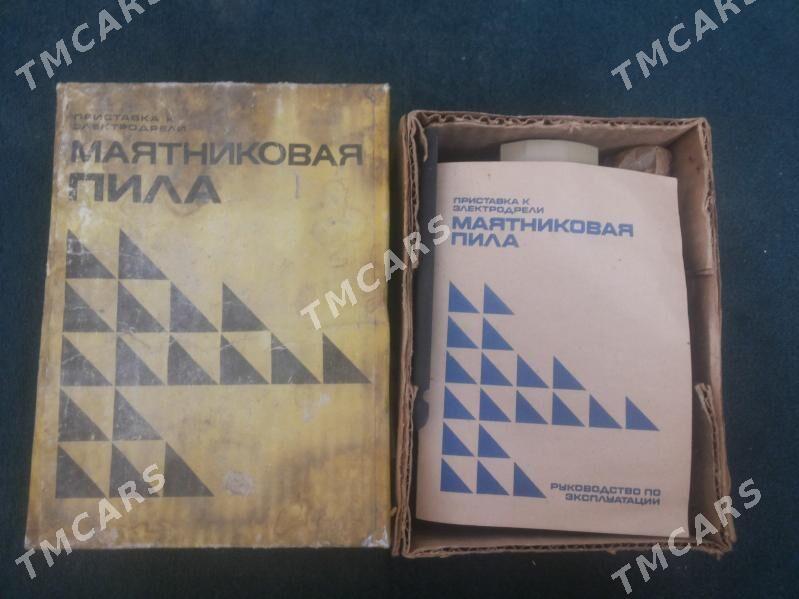 ПРИСТАВКА К
ЭЛЕКТРОДРЕЛИ
МАЯТНИКОВАЯ
ПИЛА
ПРИСТАВКА К
ЭЛЕКТРОДРЕЛИ
МАЯТНИКОВАЯ
ПИЛА
РУКОВОДСТВО ПО
ЭКСПЛУАТАЦИИ
TMCARS
TMCARS
TMCARS
TMCARS
TMCARS